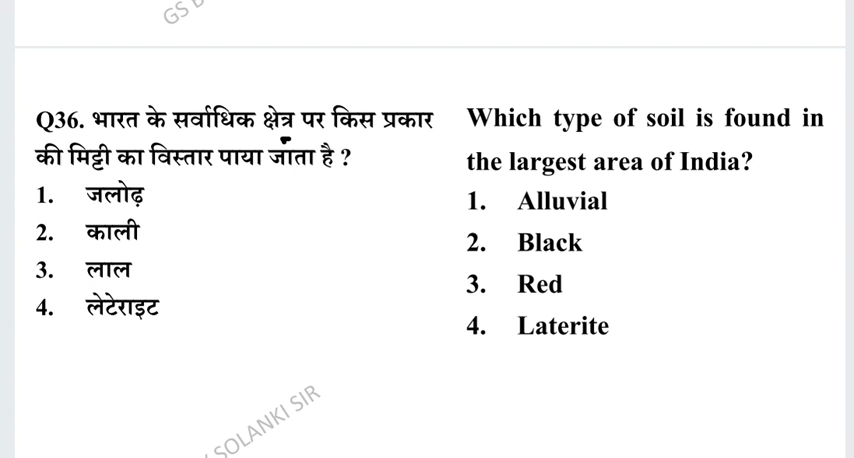 GS
Q36. भारत के सर्वाधिक क्षेत्र पर किस प्रकार
की मिट्टी का विस्तार पाया जाता है ?
1. जलोढ़
2. काली
3. लाल
4. लेटेराइट
Which type of soil is found in
the largest area of India?
1. Alluvial
2. Black
3. Red
4. Laterite
SOLANKI SIR